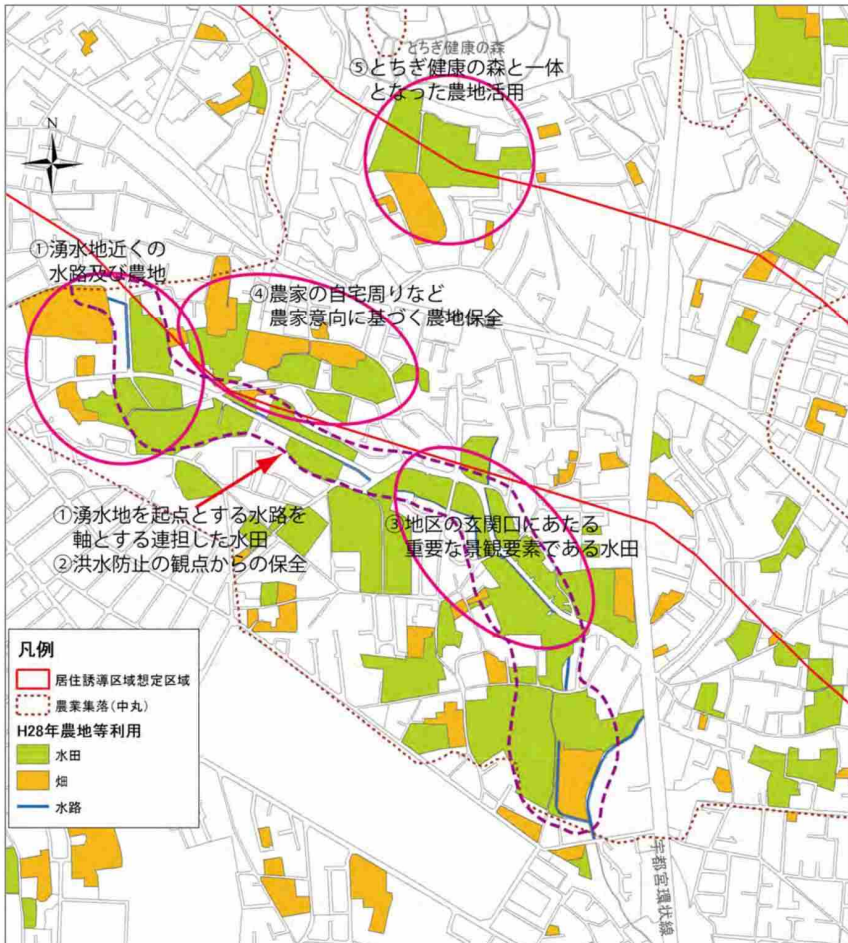 とちぎ健康の森
⑤とちぎ健康の森と一体
となった農地活用
N
①湧水地近くの
水路及び農地
④農家の自宅周りなど
農家意向に基づく農地保全
①湧水地を起点とする水路を
軸とする連担した水田
②洪水防止の観点からの保全
③地区の玄関口にあたる
重要な景観要素である水田
凡例
居住誘導区域想定区域
農業集落(中丸)
H28年農地等利用
水田
畑
水路
宇都宮環状線